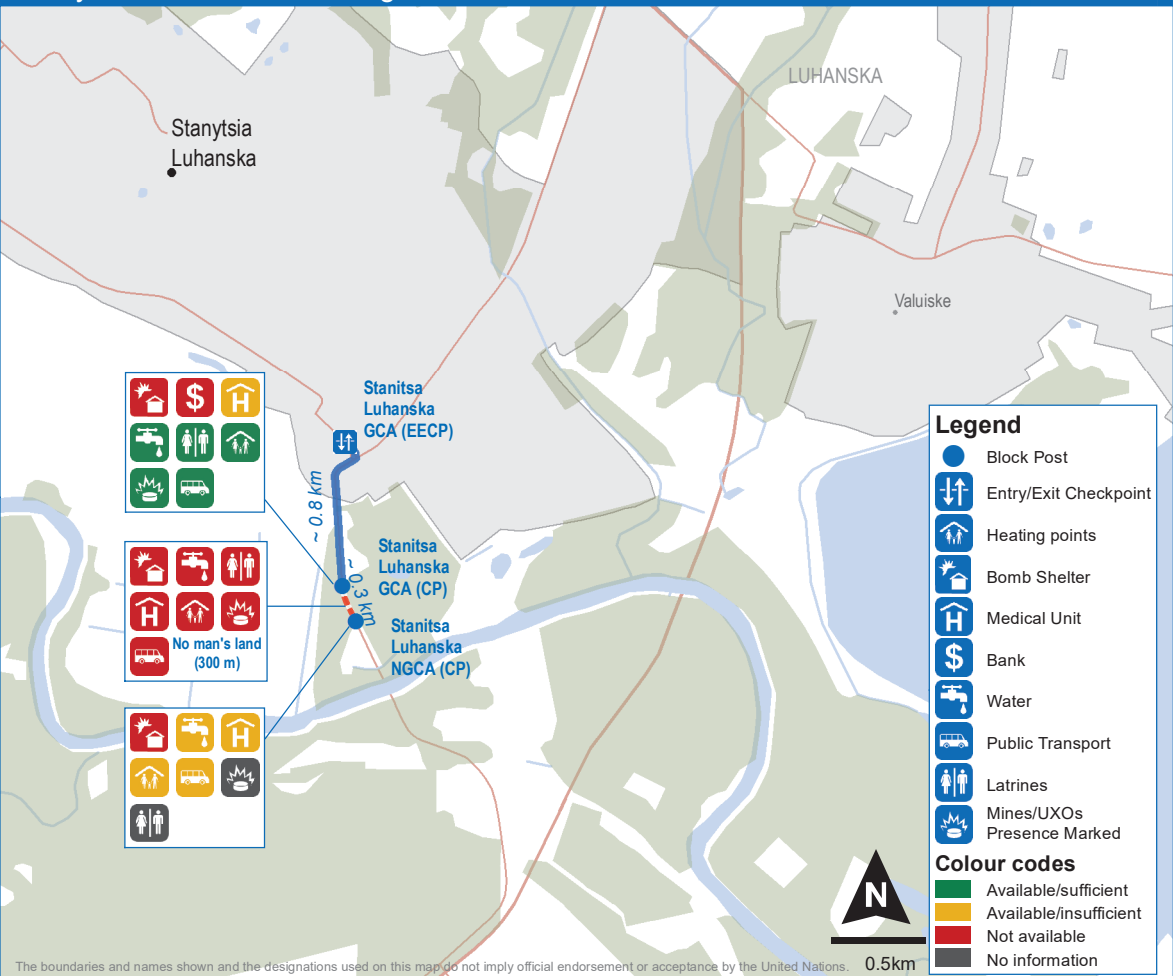 LUHANSKA
Stanytsia
Luhanska
Valuiske
Stanitsa
Luhanska
GCA (EECP)
~ 0.8 km
Stanitsa
Luhanska
GCA (CP)
~ 0.3 km
Stanitsa
Luhanska
NGCA (CP)
$
H
H
No man's land
(300 m)
H
Legend
Block Post
Entry/Exit Checkpoint
Heating points
Bomb Shelter
H
Medical Unit
$
Bank
Water
Public Transport
Latrines
Mines/UXOs
Presence Marked
Colour codes
Available/sufficient
Available/insufficient
Not available
No information
N
0.5km
The boundaries and names shown and the designations used on this map do not imply official endorsement or acceptance by the United Nations.